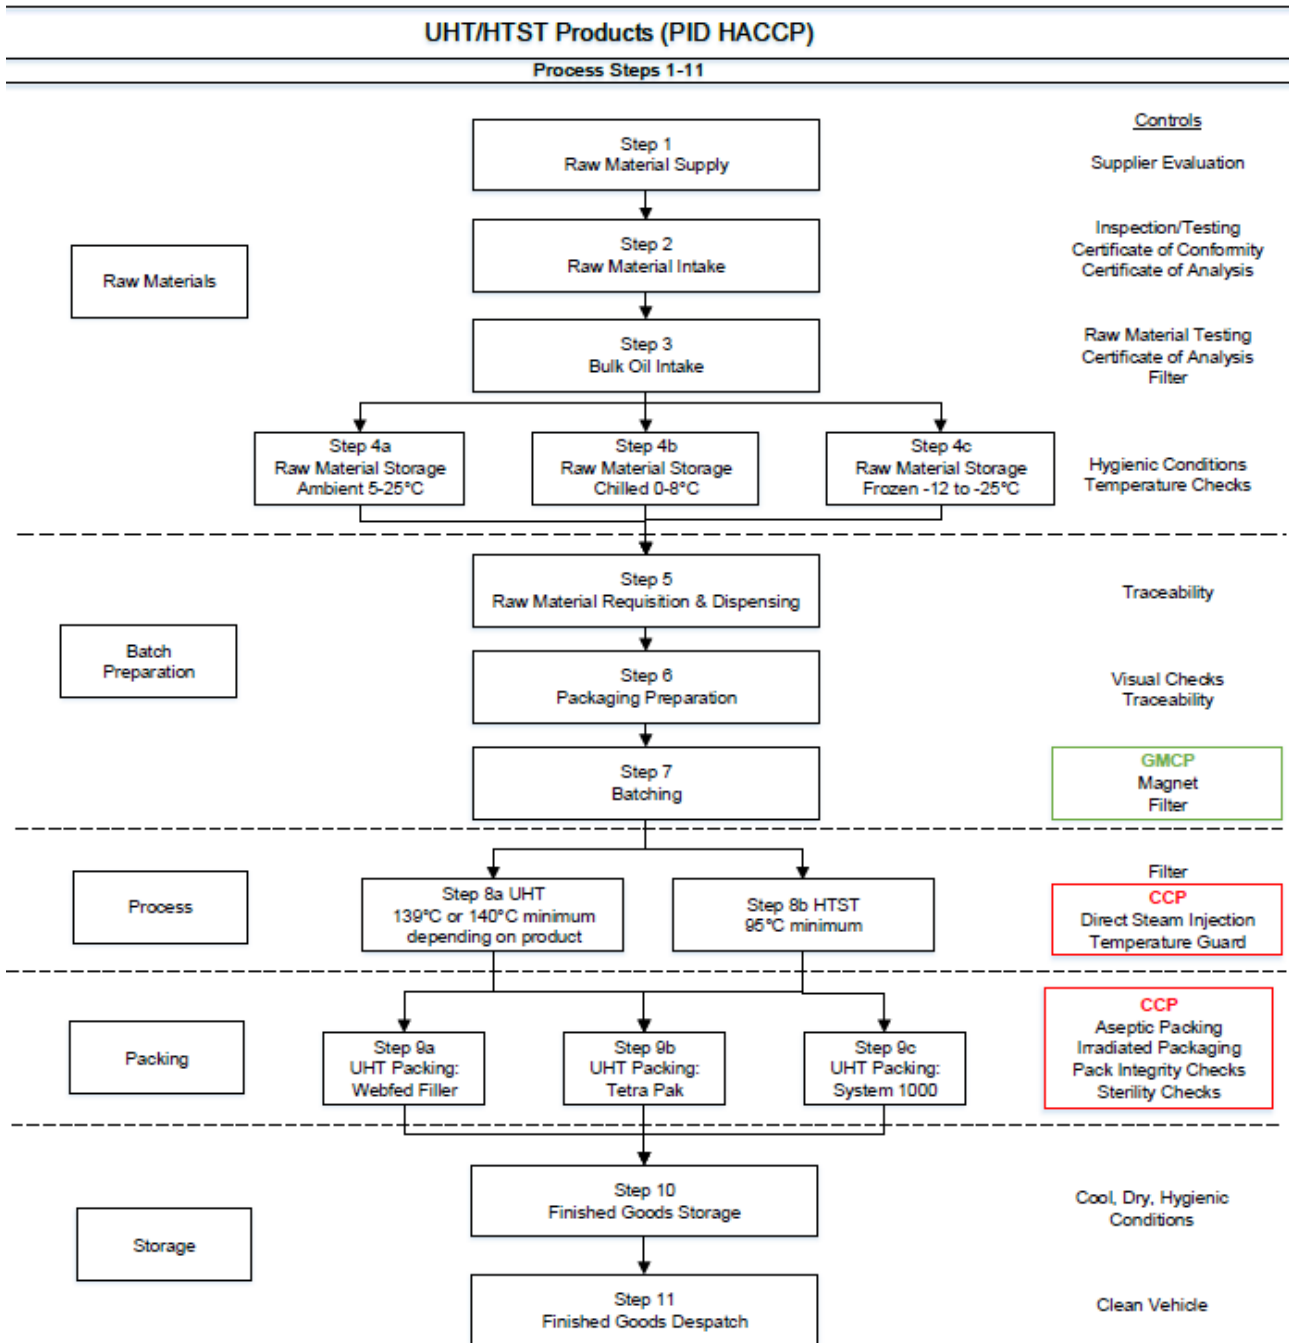 UHT/HTST Products (PID HACCP)
Process Steps 1-11
Controls
Step 1
Raw Material Supply
Supplier Evaluation
Raw Materials
Step 2
Raw Material Intake
Inspection/Testing
Certificate of Conformity
Certificate of Analysis
Step 3
Bulk Oil Intake
Raw Material Testing
Certificate of Analysis
Filter
Step 4a
Raw Material Storage
Ambient 5-25°C
Step 4b
Raw Material Storage
Chilled 0-8°C
Step 4c
Raw Material Storage
Frozen -12 to -25°C
Hygienic Conditions
Temperature Checks
Batch
Preparation
Step 5
Raw Material Requisition & Dispensing
Traceability
Step 6
Packaging Preparation
Visual Checks
Traceability
Step 7
Batching
GMCP
Magnet
Filter
Process
Step 8a UHT
139°C or 140°C minimum
depending on product
Step 8b HTST
95°C minimum
Filter
CCP
Direct Steam Injection
Temperature Guard
Packing
Step 9a
UHT Packing:
Webfed Filler
Step 9b
UHT Packing:
Tetra Pak
Step 9c
UHT Packing:
System 1000
CCP
Aseptic Packing
Irradiated Packaging
Pack Integrity Checks
Sterility Checks
Storage
Step 10
Finished Goods Storage
Cool, Dry, Hygienic
Conditions
Step 11
Finished Goods Despatch
Clean Vehicle